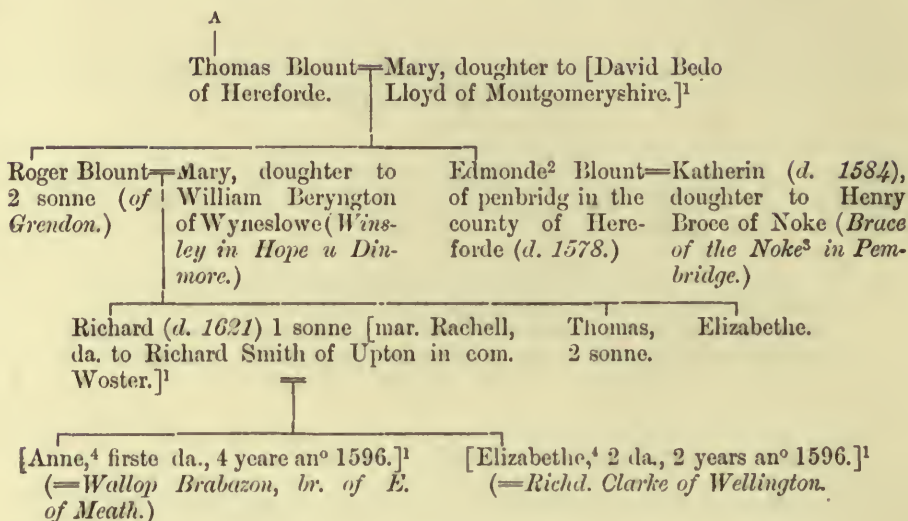 A
Thomas Blount=Mary, doughter to [David Bedo
of Hereforde. Lloyd of Montgomeryshire.]¹
Roger Blount=Mary, doughter to
2 sonne (of William Beryngton
Grendon.) of Wyneslowe (Wins-
ley in Hope u Din-
more.)
Edmonde² Blount=Katherin (d. 1584),
of penbridg in the doughter to Henry
county of Here- Broce of Noke (Brace
forde (d. 1578.) of the Noke³ in Pem-
bridge.)
Richard (d. 1621) 1 sonne [mar. Rachell,
da. to Richard Smith of Upton in com.
Woster.]¹
Thomas,
2 sonne.
Elizabethe.
[Anne,⁴ firste da., 4 yeare anº 1596.]¹
(=Wallop Brabazon, br. of E.
of Meath.)
[Elizabethe,⁴ 2 da., 2 years anº 1596.]¹
(=Richd. Clarke of Wellington.